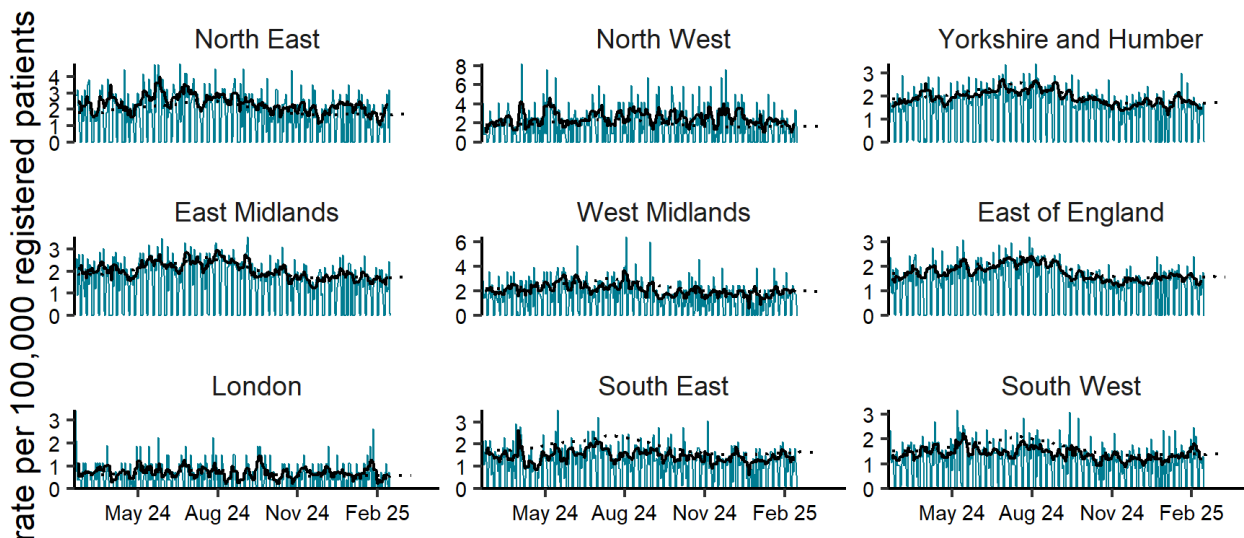 rate per 100,000 registered patients
North East
4
3
2
1
0
North West
8
6
4
2
0
Yorkshire and Humber
3
2
1
0
East Midlands
3
2
1
0
West Midlands
6
4
2
0
East of England
3
2
1
0
London
3
2
1
0
May 24 Aug 24 Nov 24 Feb 25
South East
3
2
1
0
May 24 Aug 24 Nov 24 Feb 25
South West
3
2
1
0
May 24 Aug 24 Nov 24 Feb 25